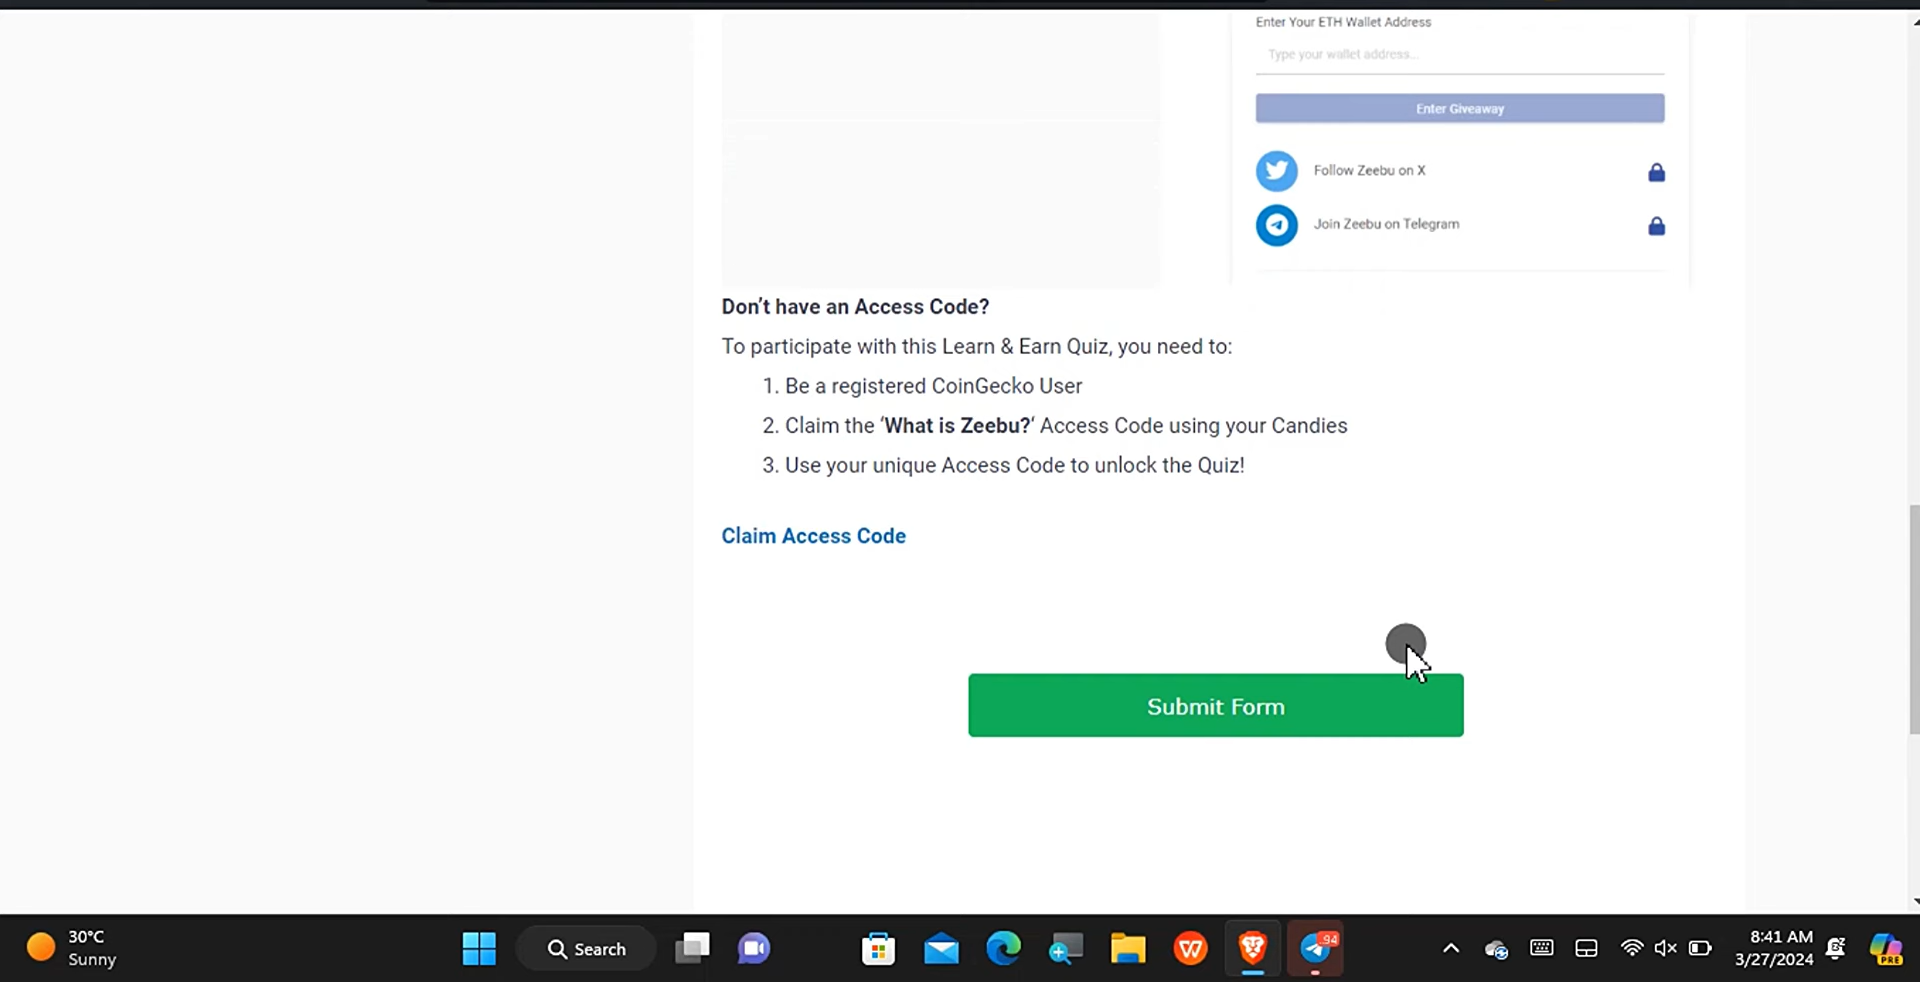 Enter Your ETH Wallet Address
Type your wallet address...
Enter Giveaway
Follow Zeebu on X
Join Zeebu on Telegram
Don’t have an Access Code?
To participate with this Learn & Earn Quiz, you need to:
1. Be a registered CoinGecko User
2. Claim the ‘What is Zeebu?‘ Access Code using your Candies
3. Use your unique Access Code to unlock the Quiz!
Claim Access Code
Submit Form
30°C
Sunny
Search
94
8:41 AM
3/27/2024
PRE